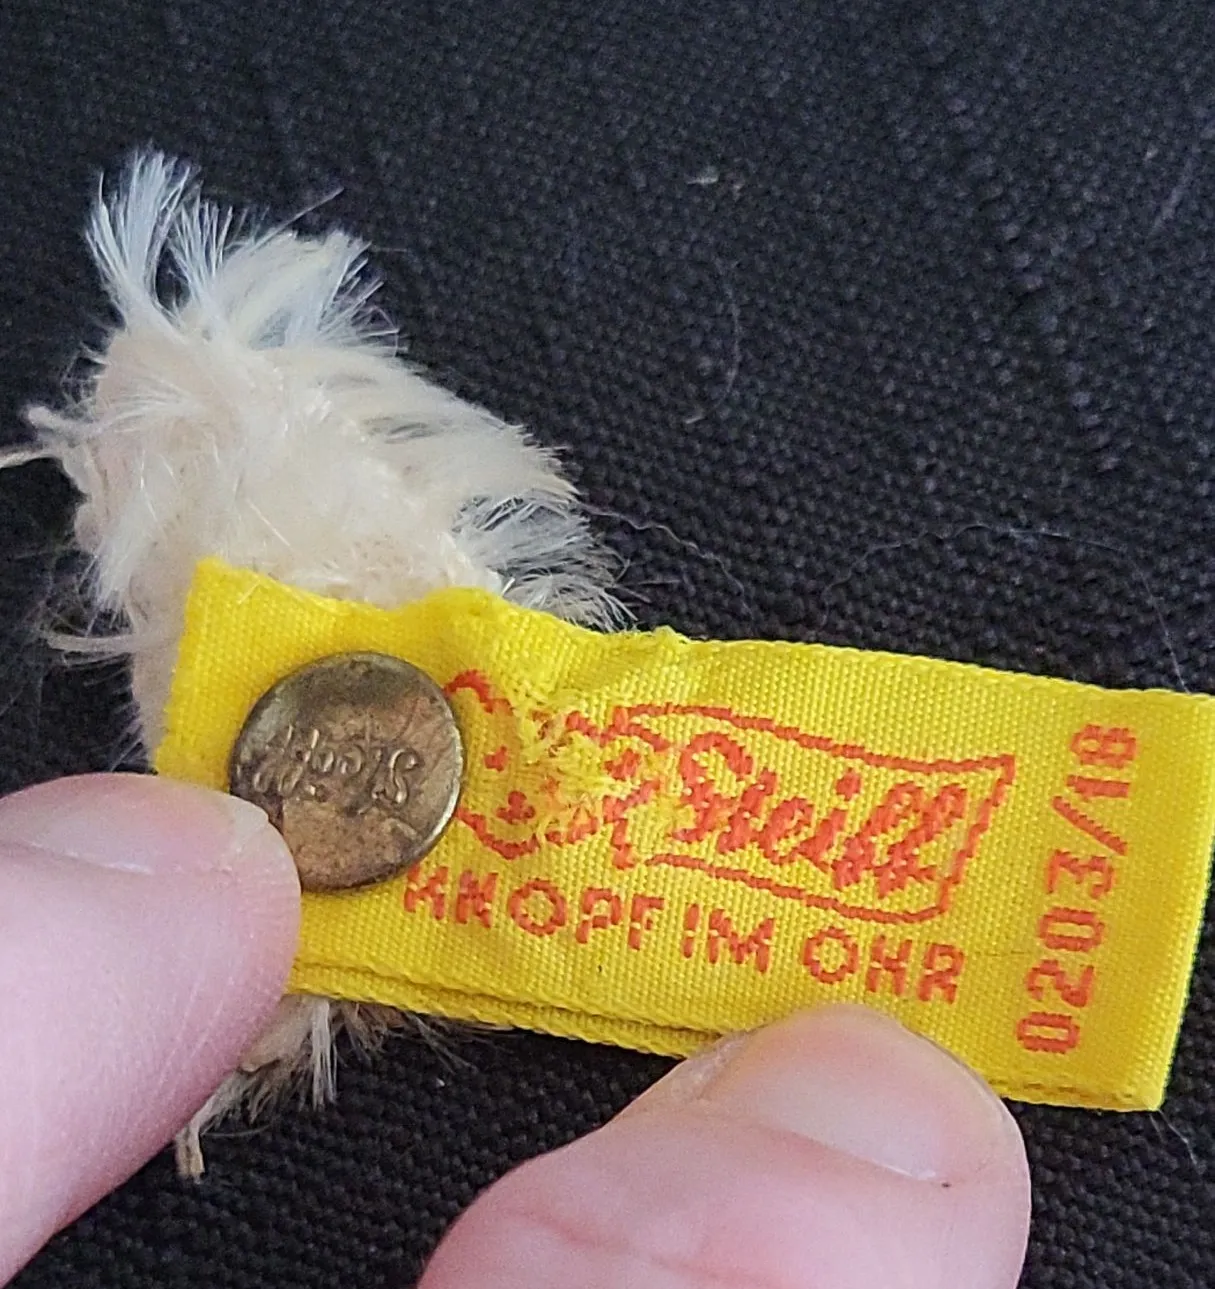 Steiff
Steiff
KNOPF IM OHR
0203/18